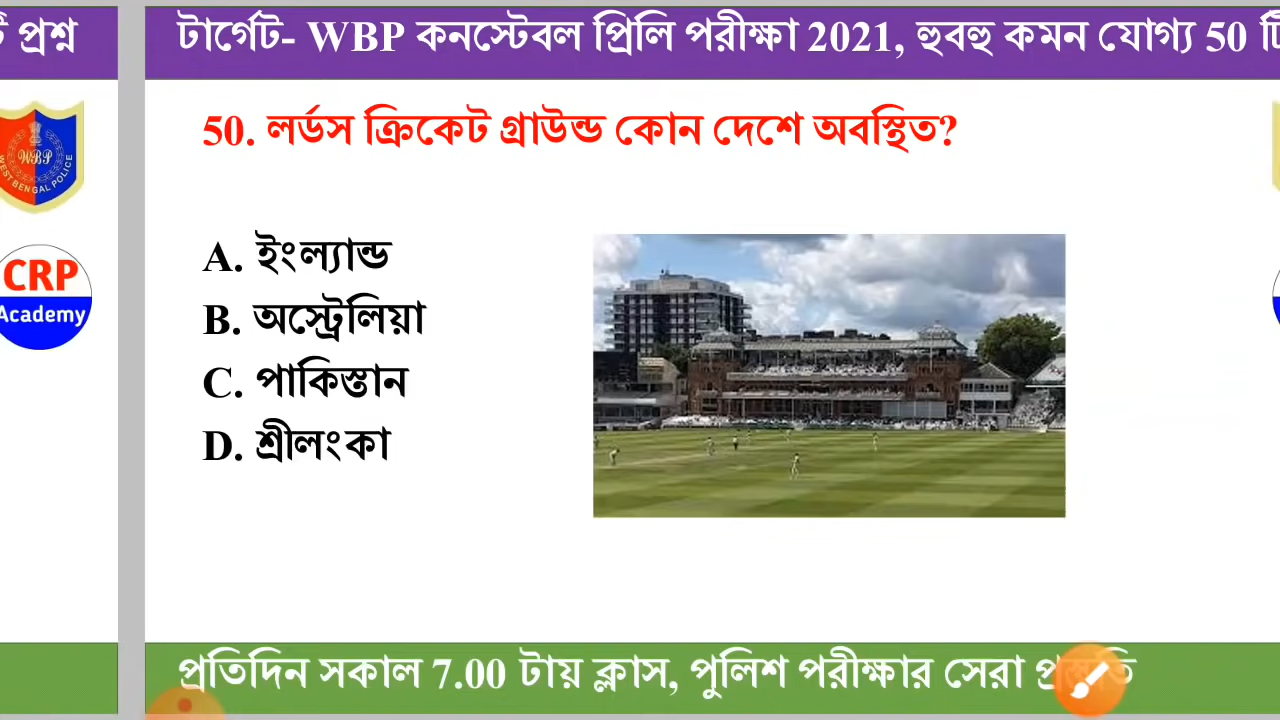 প্রশ্ন
টার্গেট- WBP কনস্টেবল প্রিলি পরীক্ষা 2021, হুবহু কমন যোগ্য 50 টি
50. লর্ডস ক্রিকেট গ্রাউন্ড কোন দেশে অবস্থিত?
WBP
WEST BENGAL POLICE
CRP
Academy
A. ইংল্যান্ড
B. অস্ট্রেলিয়া
C. পাকিস্তান
D. শ্রীলংকা
প্রতিদিন সকাল 7.00 টায় ক্লাস, পুলিশ পরীক্ষার সেরা